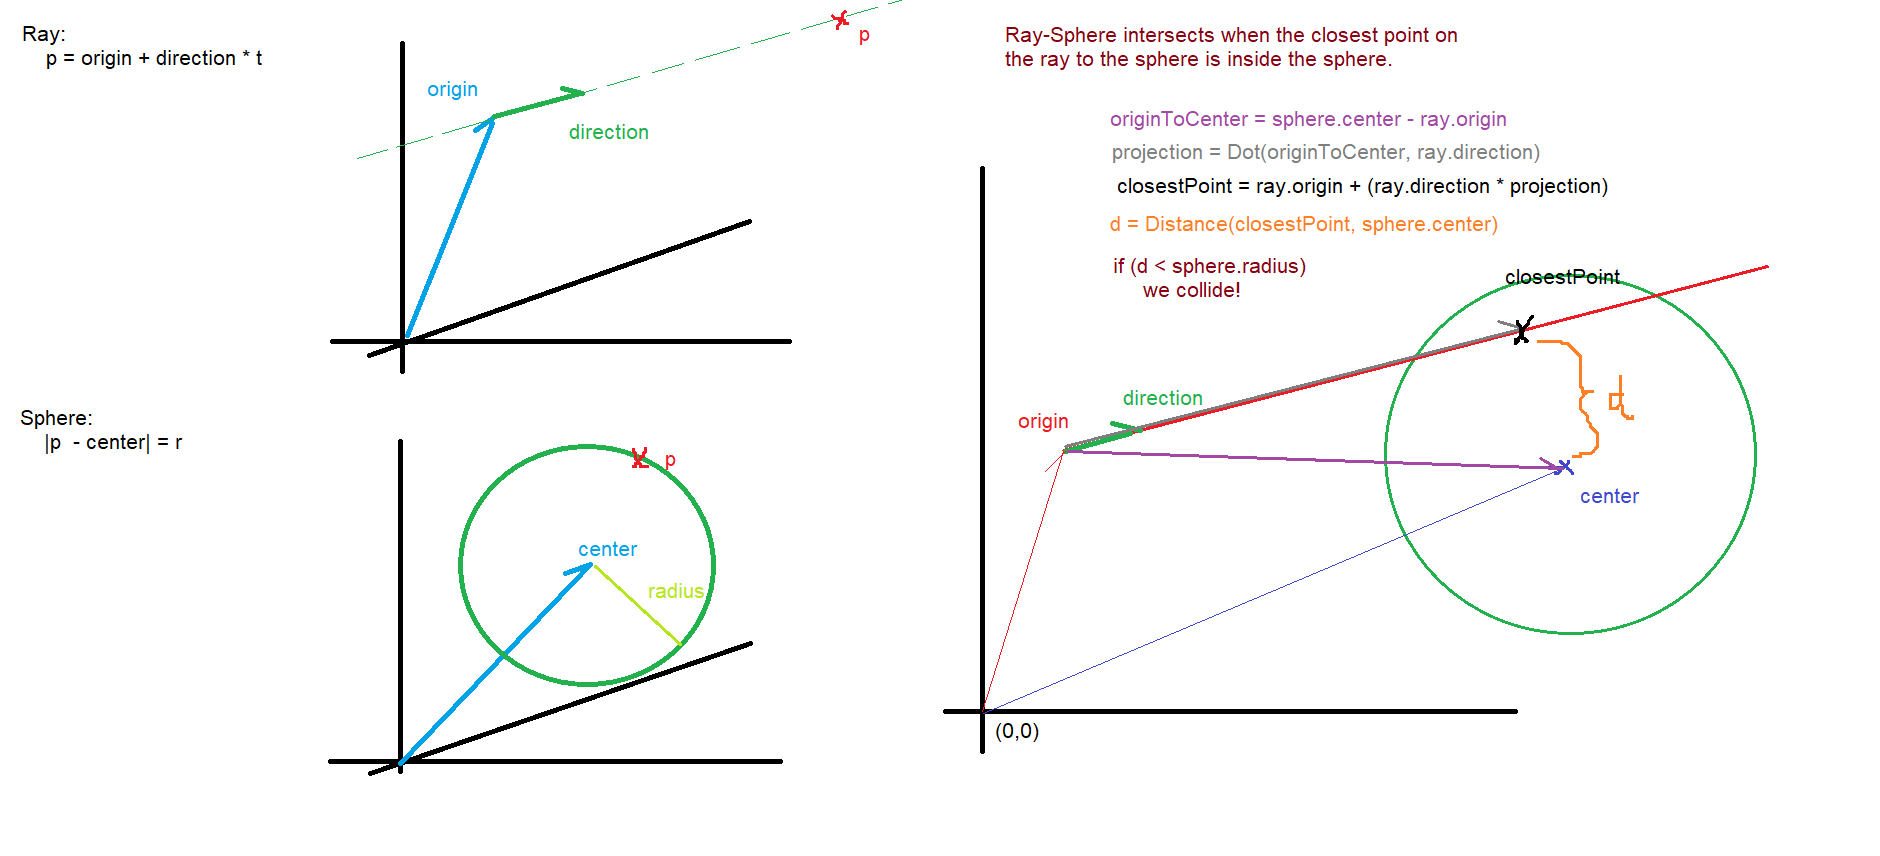 Ray:
p = origin + direction * t
origin
direction
p
Sphere:
|p - center| = r
p
center
radius
Ray-Sphere intersects when the closest point on
the ray to the sphere is inside the sphere.
originToCenter = sphere.center - ray.origin
projection = Dot(originToCenter, ray.direction)
closestPoint = ray.origin + (ray.direction * projection)
d = Distance(closestPoint, sphere.center)
if (d < sphere.radius)
we collide!
closestPoint
direction
origin
d
center
(0,0)